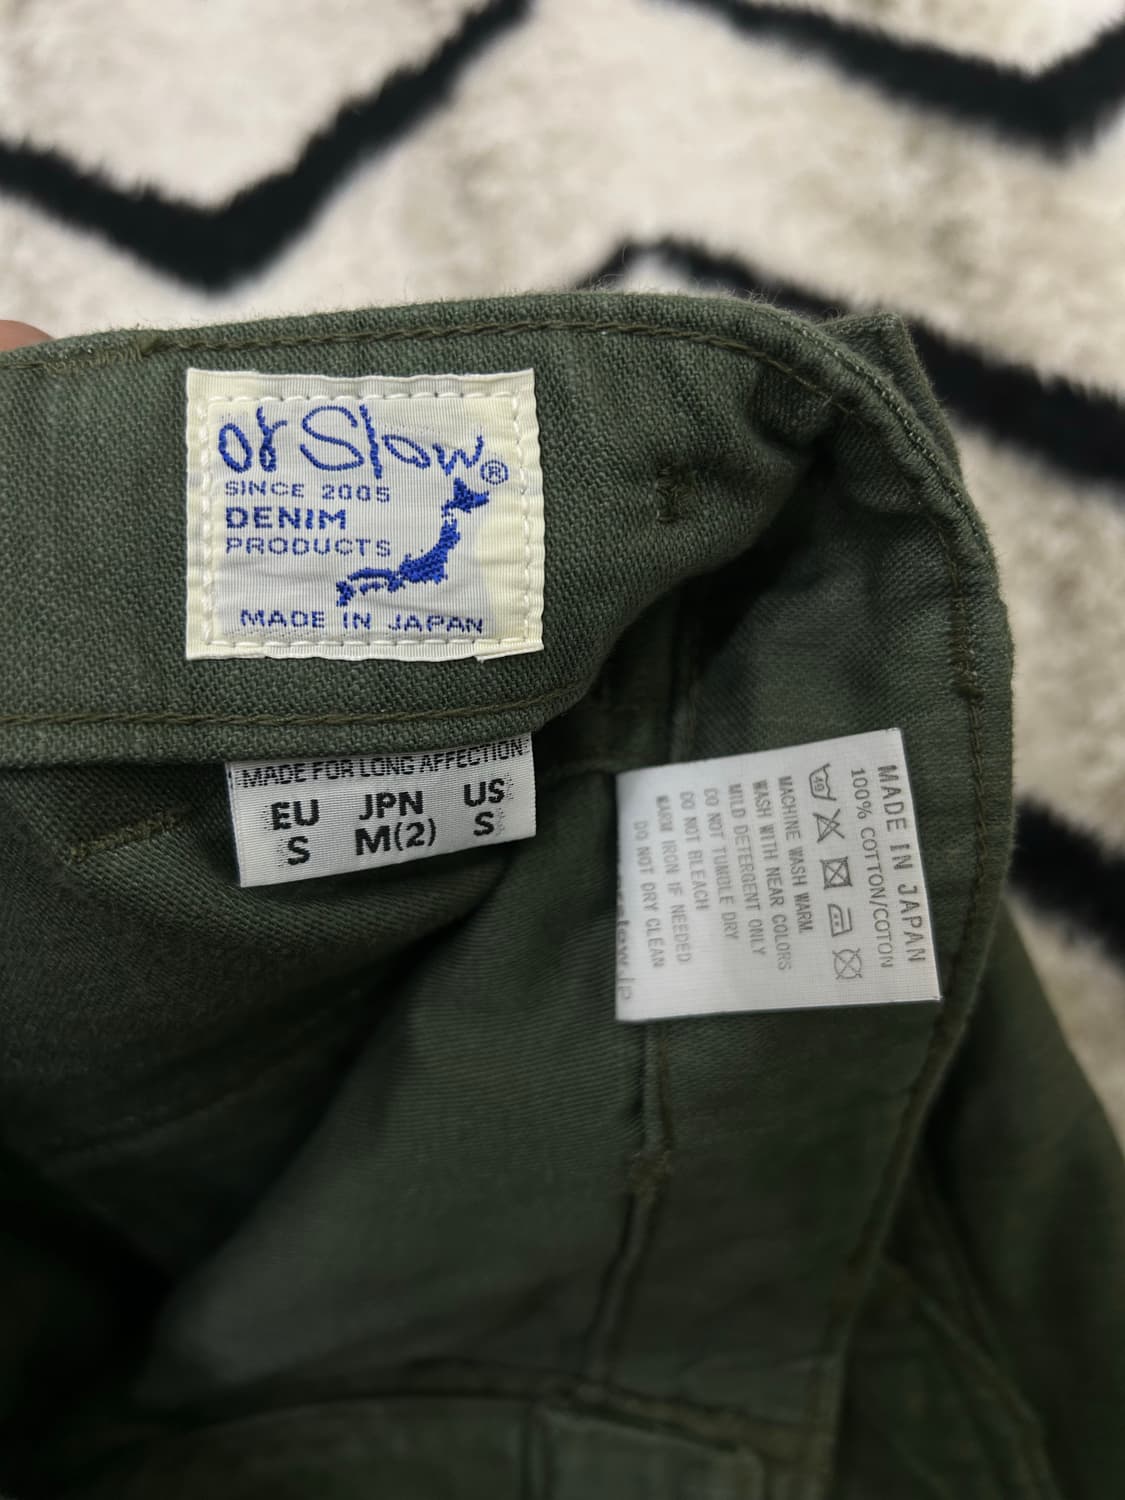 or Slow®
SINCE 2005
DENIM
PRODUCTS
MADE IN JAPAN
MADE FOR LONG AFFECTION
EU JPN US
S M(2) S
MADE IN JAPAN
100% COTTON/COTON
40
MACHINE WASH WARM.
WASH WITH NEAR COLORS
MILD DETERGENT ONLY
DO NOT TUMBLE DRY
DO NOT BLEACH
WARM IRON IF NEEDED
DO NOT DRY CLEAN